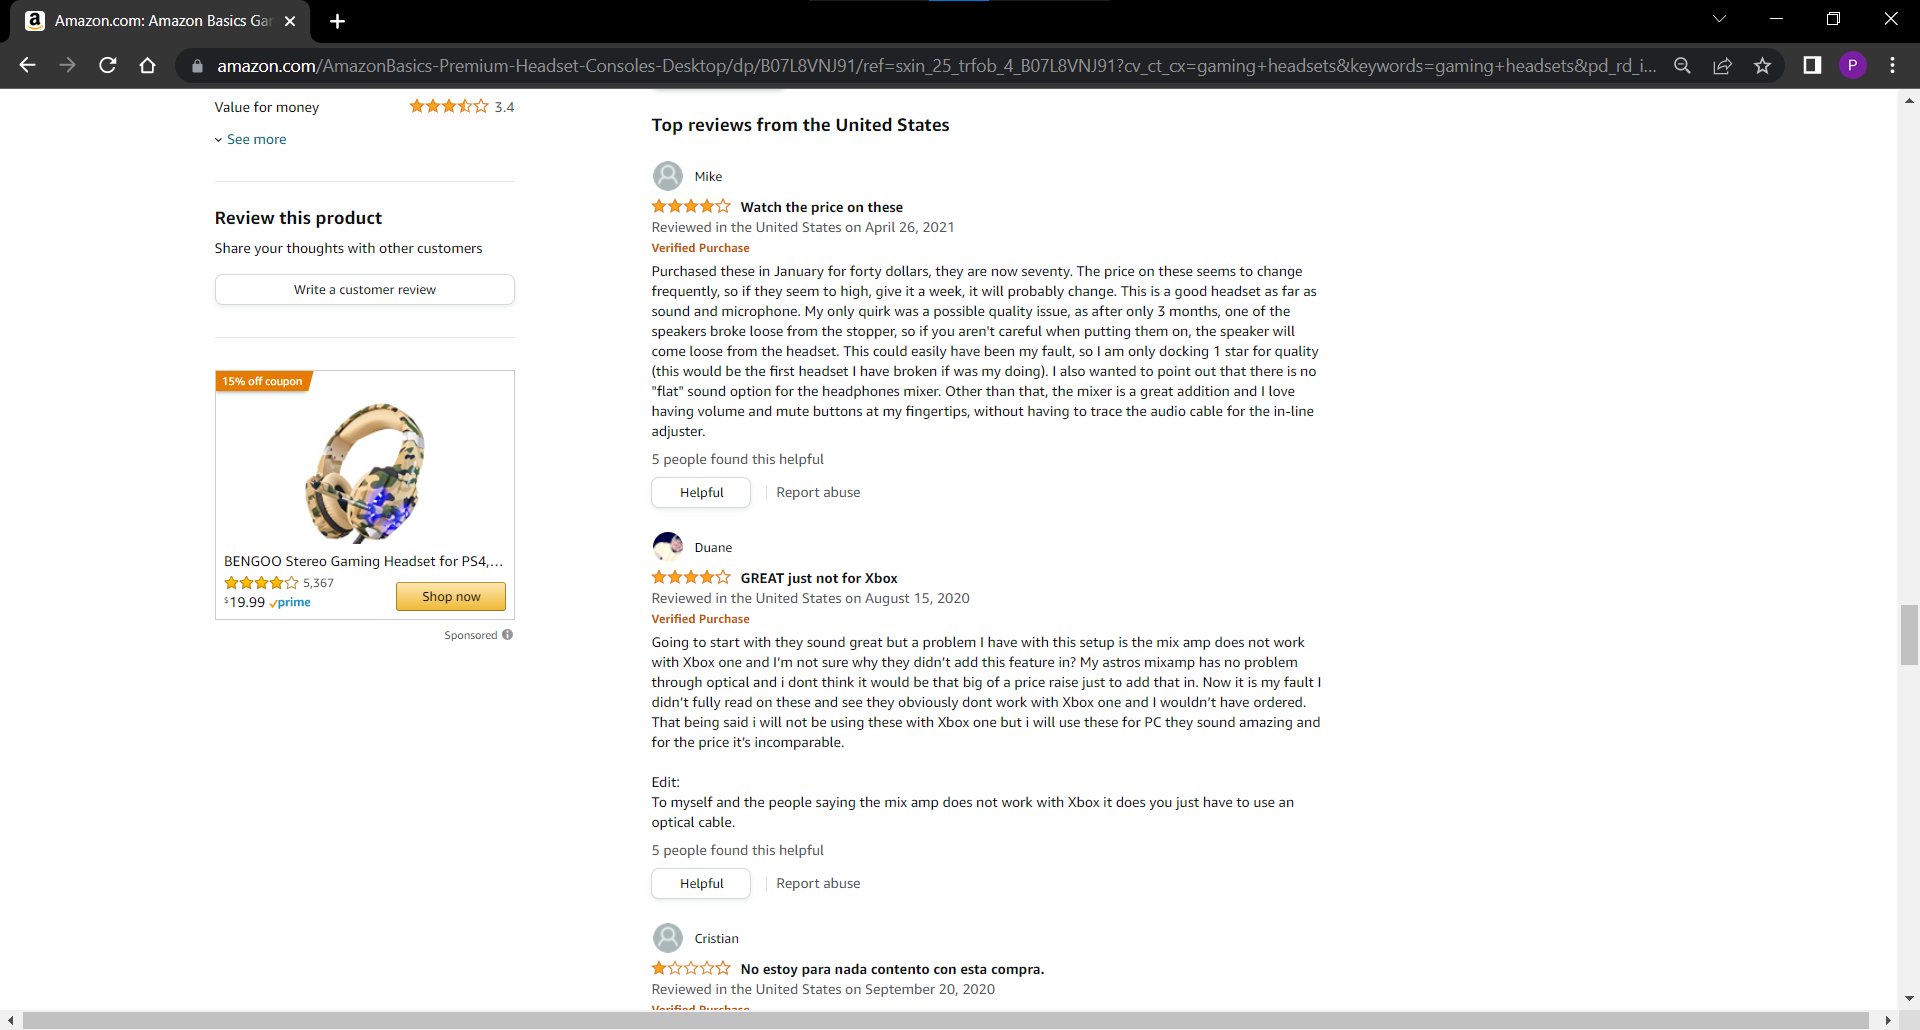 Amazon.com: Amazon Basics Gar
amazon.com/AmazonBasics-Premium-Headset-Consoles-Desktop/dp/B07L8VNJ91/ref=sxin_25_trfob_4_B07L8VNJ91?cv_ct_cx=gaming+headsets&keywords=gaming+headsets&pd_rd_i...
P
Value for money 3.4
See more
Review this product
Share your thoughts with other customers
Write a customer review
15% off coupon
BENGOO Stereo Gaming Headset for PS4,...
5,367
$19.99 prime
Shop now
Sponsored
Top reviews from the United States
Mike
Watch the price on these
Reviewed in the United States on April 26, 2021
Verified Purchase
Purchased these in January for forty dollars, they are now seventy. The price on these seems to change
frequently, so if they seem to high, give it a week, it will probably change. This is a good headset as far as
sound and microphone. My only quirk was a possible quality issue, as after only 3 months, one of the
speakers broke loose from the stopper, so if you aren't careful when putting them on, the speaker will
come loose from the headset. This could easily have been my fault, so I am only docking 1 star for quality
(this would be the first headset I have broken if was my doing). I also wanted to point out that there is no
"flat" sound option for the headphones mixer. Other than that, the mixer is a great addition and I love
having volume and mute buttons at my fingertips, without having to trace the audio cable for the in-line
adjuster.
5 people found this helpful
Helpful
Report abuse
Duane
GREAT just not for Xbox
Reviewed in the United States on August 15, 2020
Verified Purchase
Going to start with they sound great but a problem I have with this setup is the mix amp does not work
with Xbox one and I'm not sure why they didn't add this feature in? My astros mixamp has no problem
through optical and i dont think it would be that big of a price raise just to add that in. Now it is my fault I
didn't fully read on these and see they obviously dont work with Xbox one and I wouldn't have ordered.
That being said i will not be using these with Xbox one but i will use these for PC they sound amazing and
for the price it's incomparable.
Edit:
To myself and the people saying the mix amp does not work with Xbox it does you just have to use an
optical cable.
5 people found this helpful
Helpful
Report abuse
Cristian
No estoy para nada contento con esta compra.
Reviewed in the United States on September 20, 2020
Verified Purchase